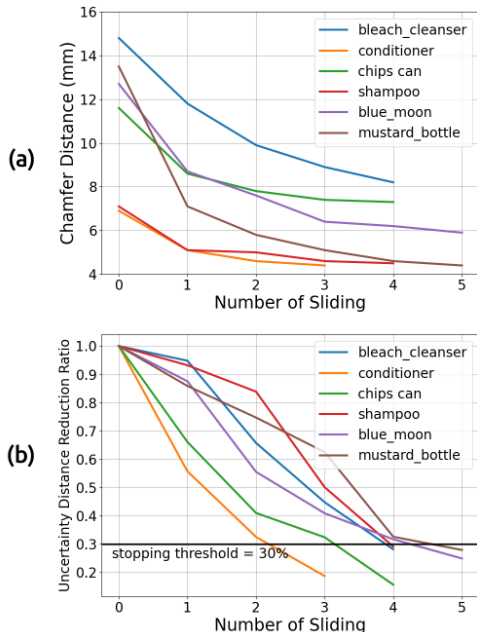 16
14
12
10
8
6
4
Chamfer Distance (mm)
(a)
bleach_cleanser
conditioner
chips can
shampoo
blue_moon
mustard_bottle
0 1 2 3 4 5
Number of Sliding
1.0
0.9
0.8
0.7
0.6
0.5
0.4
0.3
0.2
Uncertainty Distance Reduction Ratio
(b)
bleach_cleanser
conditioner
chips can
shampoo
blue_moon
mustard_bottle
stopping threshold = 30%
0 1 2 3 4 5
Number of Sliding